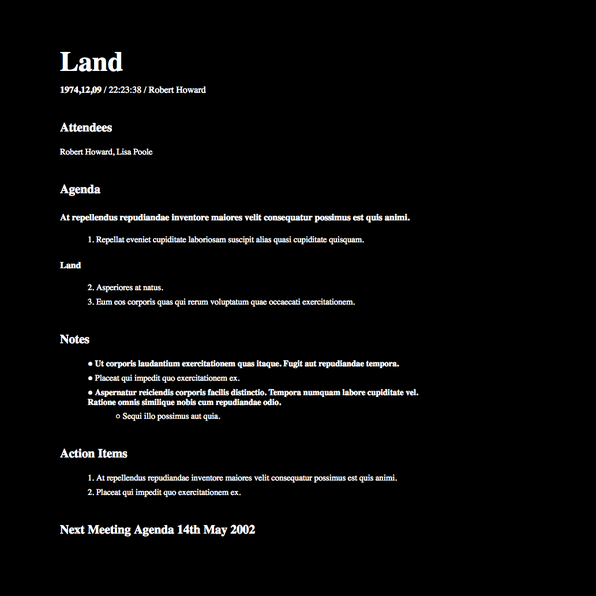 Land
1974,12,09 / 22:23:38 / Robert Howard
Attendees
Robert Howard, Lisa Poole
Agenda
At repellendus repudiandae inventore maiores velit consequatur possimus est quis animi.
1. Repellat eveniet cupiditate laboriosam suscipit alias quasi cupiditate quisquam.
Land
2. Asperiores at natus.
3. Eum eos corporis quas qui rerum voluptatum quae occaecati exercitationem.
Notes
● Ut corporis laudantium exercitationem quas itaque. Fugit aut repudiandae tempora.
● Placeat qui impedit quo exercitationem ex.
● Aspernatur reiciendis corporis facilis distinctio. Tempora numquam labore cupiditate vel.
Ratione omnis similique nobis cum repudiandae odio.
○ Sequi illo possimus aut quia.
Action Items
1. At repellendus repudiandae inventore maiores velit consequatur possimus est quis animi.
2. Placeat qui impedit quo exercitationem ex.
Next Meeting Agenda 14th May 2002